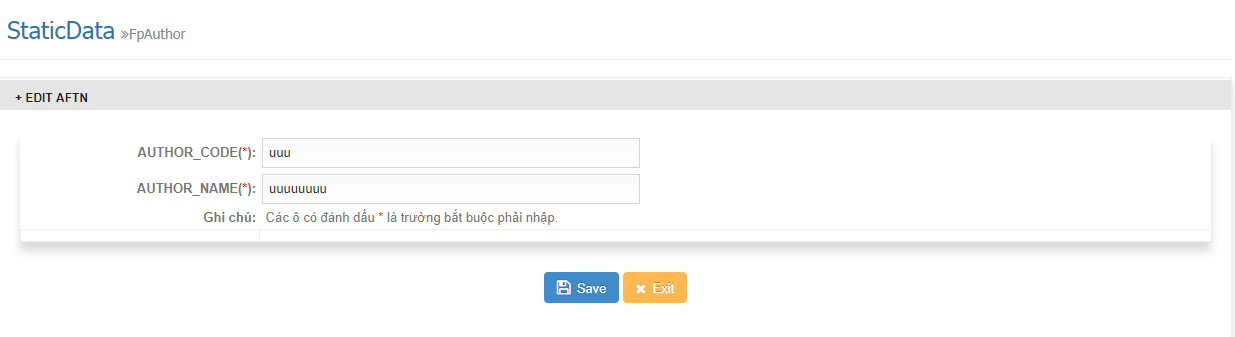 StaticData »FpAuthor
+ EDIT AFTN
AUTHOR_CODE(*): uuu
AUTHOR_NAME(*): uuuuuuuu
Ghi chú: Các ô có đánh dấu * là trường bắt buộc phải nhập.
Save Exit